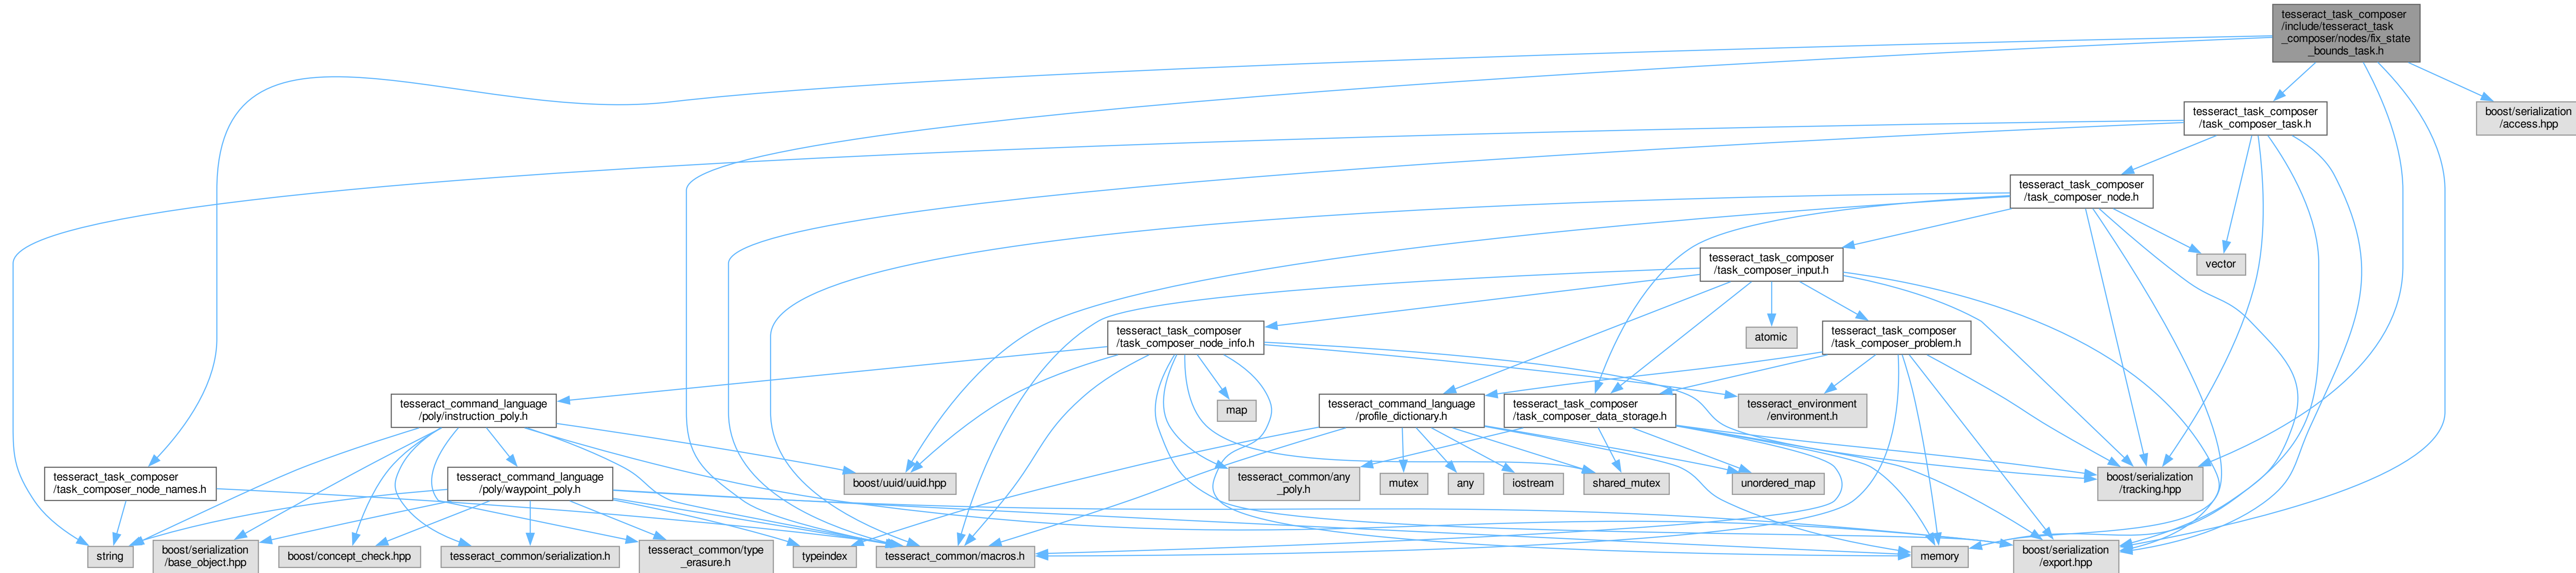 tesseract_task_composer
/include/tesseract_task
_composer/nodes/fix_state
_bounds_task.h
tesseract_task_composer
/task_composer_task.h
boost/serialization
/access.hpp
tesseract_task_composer
/task_composer_node.h
tesseract_task_composer
/task_composer_input.h
vector
tesseract_task_composer
/task_composer_node_info.h
atomic
tesseract_task_composer
/task_composer_problem.h
tesseract_command_language
/poly/instruction_poly.h
map
tesseract_command_language
/profile_dictionary.h
tesseract_task_composer
/task_composer_data_storage.h
tesseract_environment
/environment.h
tesseract_task_composer
/task_composer_node_names.h
tesseract_command_language
/poly/waypoint_poly.h
boost/uuid/uuid.hpp
tesseract_common/any
_poly.h
mutex
any
iostream
shared_mutex
unordered_map
boost/serialization
/tracking.hpp
string
boost/serialization
/base_object.hpp
boost/concept_check.hpp
tesseract_common/serialization.h
tesseract_common/type
_erasure.h
typeindex
tesseract_common/macros.h
memory
boost/serialization
/export.hpp